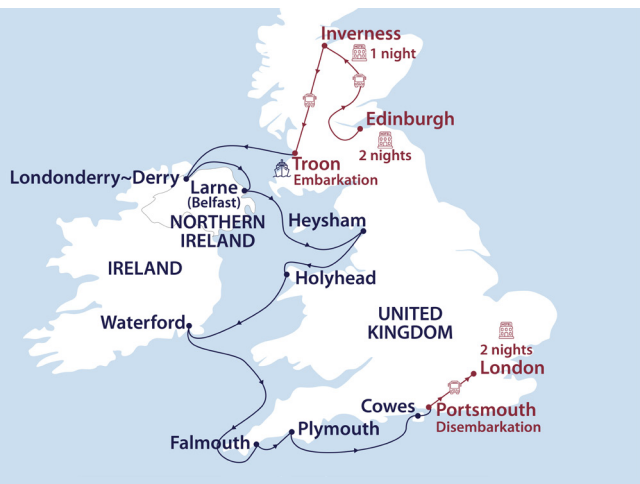 Inverness
1 night
Edinburgh
2 nights
Troon
Embarkation
Londonderry~Derry
Larne
(Belfast)
NORTHERN
IRELAND
Heysham
IRELAND
Holyhead
Waterford
UNITED
KINGDOM
2 nights
London
Cowes
Portsmouth
Disembarkation
Plymouth
Falmouth